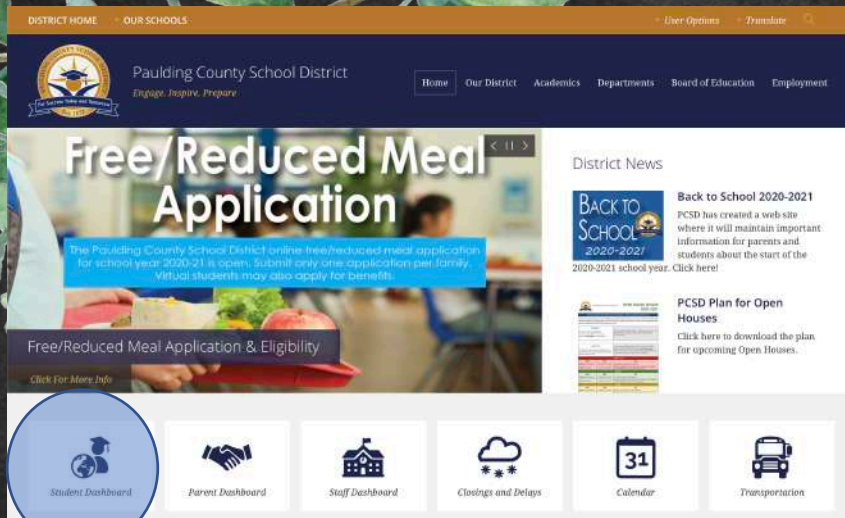 DISTRICT HOME OUR SCHOOLS User Options Translate
Paulding County School District
Engage, Inspire, Prepare
Home Our District Academics Departments Board of Education Employment
Free/Reduced Meal
Application
The Paulding County School District online free/reduced meal application
for school year 2020-21 is open. Submit only one application per family.
Virtual students may also apply for benefits.
Free/Reduced Meal Application & Eligibility
Click For More Info
District News
BACK TO
SCHOOL
2020-2021
Back to School 2020-2021
PCSD has created a web site
where it will maintain important
information for parents and
students about the start of the
2020-2021 school year. Click here!
PCSD Plan for Open
Houses
Click here to download the plan
for upcoming Open Houses.
31
Student Dashboard Parent Dashboard Staff Dashboard Closings and Delays Calendar Transportation